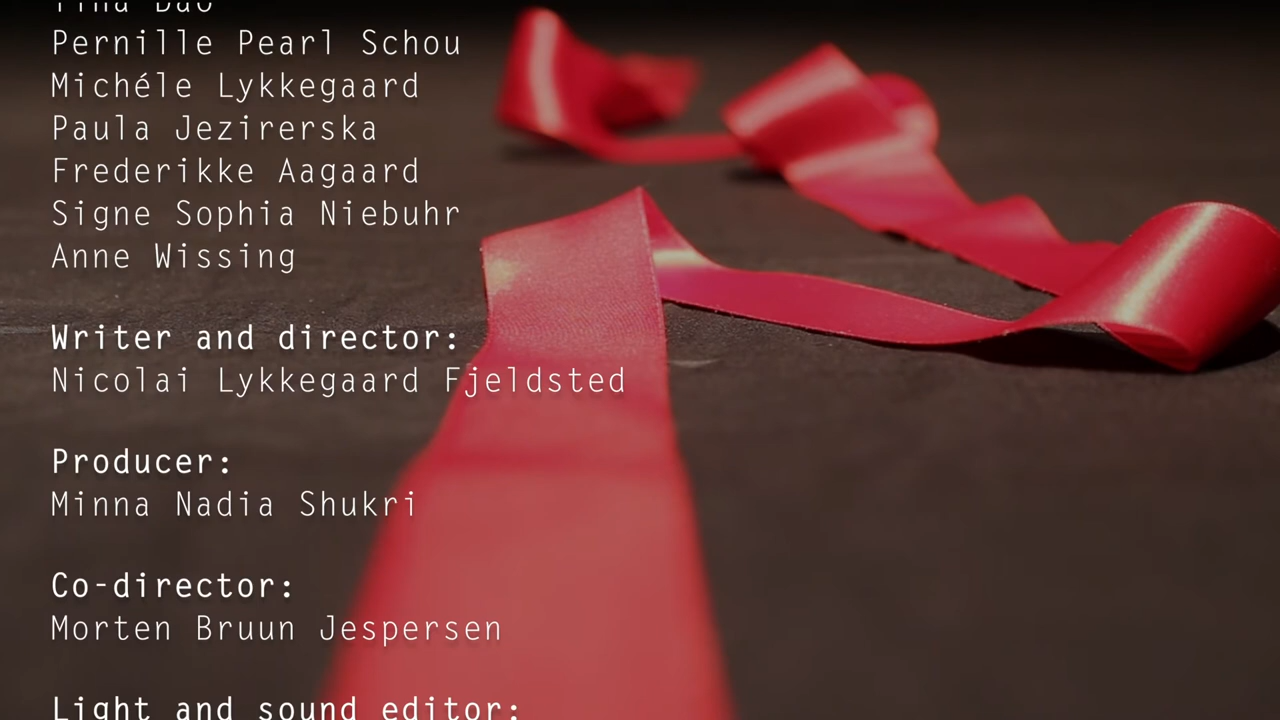 Pernille Pearl Schou
Michéle Lykkegaard
Paula Jezirerska
Frederikke Aagaard
Signe Sophia Niebuhr
Anne Wissing
Writer and director:
Nicolai Lykkegaard Fjeldsted
Producer:
Minna Nadia Shukri
Co-director:
Morten Bruun Jespersen
Light and sound editor: